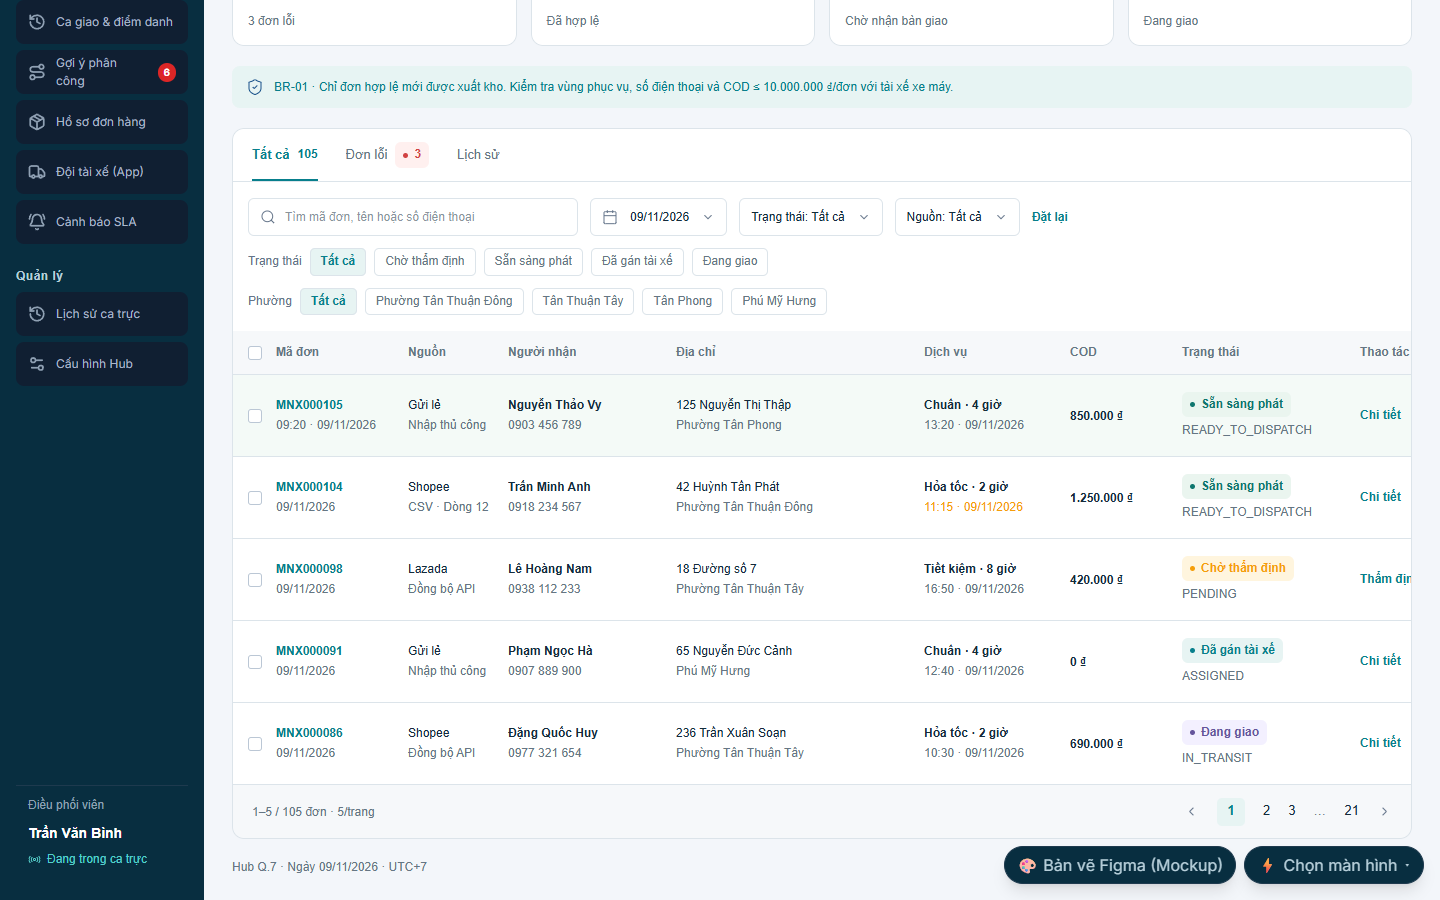 Ca giao & điểm danh
Gợi ý phân công
6
Hồ sơ đơn hàng
Đội tài xế (App)
Cảnh báo SLA
Quản lý
Lịch sử ca trực
Cấu hình Hub
Điều phối viên
Trần Văn Bình
Đang trong ca trực
3 đơn lỗi
Đã hợp lệ
Chờ nhận bàn giao
Đang giao
BR-01 · Chỉ đơn hợp lệ mới được xuất kho. Kiểm tra vùng phục vụ, số điện thoại và COD ≤ 10.000.000 ₫/đơn với tài xế xe máy.
Tất cả 105
Đơn lỗi • 3
Lịch sử
Tìm mã đơn, tên hoặc số điện thoại
09/11/2026
Trạng thái: Tất cả
Nguồn: Tất cả
Đặt lại
Trạng thái Tất cả Chờ thẩm định Sẵn sàng phát Đã gán tài xế Đang giao
Phường Tất cả Phường Tân Thuận Đông Tân Thuận Tây Tân Phong Phú Mỹ Hưng
Mã đơn Nguồn Người nhận Địa chỉ Dịch vụ COD Trạng thái Thao tác
MNX000105 Gửi lẻ Nguyễn Thảo Vy 125 Nguyễn Thị Thập Chuẩn · 4 giờ 850.000 ₫ • Sẵn sàng phát Chi tiết
09:20 · 09/11/2026 Nhập thủ công 0903 456 789 Phường Tân Phong 13:20 · 09/11/2026 READY_TO_DISPATCH
MNX000104 Shopee Trần Minh Anh 42 Huỳnh Tấn Phát Hỏa tốc · 2 giờ 1.250.000 ₫ • Sẵn sàng phát Chi tiết
09/11/2026 CSV · Dòng 12 0918 234 567 Phường Tân Thuận Đông 11:15 · 09/11/2026 READY_TO_DISPATCH
MNX000098 Lazada Lê Hoàng Nam 18 Đường số 7 Tiết kiệm · 8 giờ 420.000 ₫ • Chờ thẩm định Thẩm địn
09/11/2026 Đồng bộ API 0938 112 233 Phường Tân Thuận Tây 16:50 · 09/11/2026 PENDING
MNX000091 Gửi lẻ Phạm Ngọc Hà 65 Nguyễn Đức Cảnh Chuẩn · 4 giờ 0 ₫ • Đã gán tài xế Chi tiết
09/11/2026 Nhập thủ công 0907 889 900 Phú Mỹ Hưng 12:40 · 09/11/2026 ASSIGNED
MNX000086 Shopee Đặng Quốc Huy 236 Trần Xuân Soạn Hỏa tốc · 2 giờ 690.000 ₫ • Đang giao Chi tiết
09/11/2026 Đồng bộ API 0977 321 654 Phường Tân Thuận Tây 10:30 · 09/11/2026 IN_TRANSIT
1–5 / 105 đơn · 5/trang
1 2 3 ... 21
Hub Q.7 · Ngày 09/11/2026 · UTC+7
Bản vẽ Figma (Mockup)
Chọn màn hình